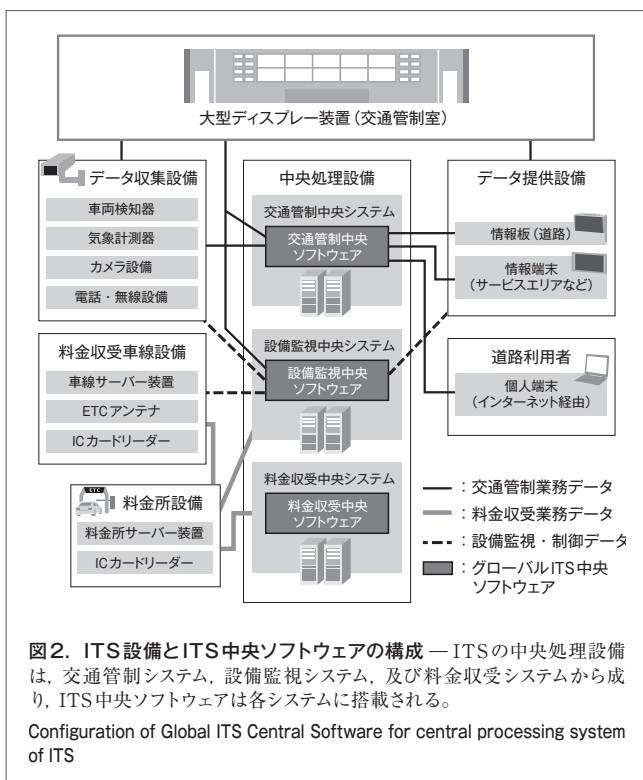 大型ディスプレー装置（交通管制室）
データ収集設備
車両検知器
気象計測器
カメラ設備
電話・無線設備
中央処理設備
交通管制中央システム
交通管制中央
ソフトウェア
設備監視中央システム
設備監視中央
ソフトウェア
料金収受中央システム
料金収受中央
ソフトウェア
データ提供設備
情報板（道路）
情報端末
（サービスエリアなど）
道路利用者
個人端末
（インターネット経由）
料金収受車線設備
車線サーバー装置
ETCアンテナ
ICカードリーダー
ETC
料金所設備
料金所サーバー装置
ICカードリーダー
：交通管制業務データ
：料金収受業務データ
：設備監視・制御データ
：グローバルITS中央
ソフトウェア
図2．ITS設備とITS中央ソフトウェアの構成 — ITSの中央処理設備
は，交通管制システム，設備監視システム，及び料金収受システムから成
り，ITS中央ソフトウェアは各システムに搭載される。
Configuration of Global ITS Central Software for central processing system
of ITS